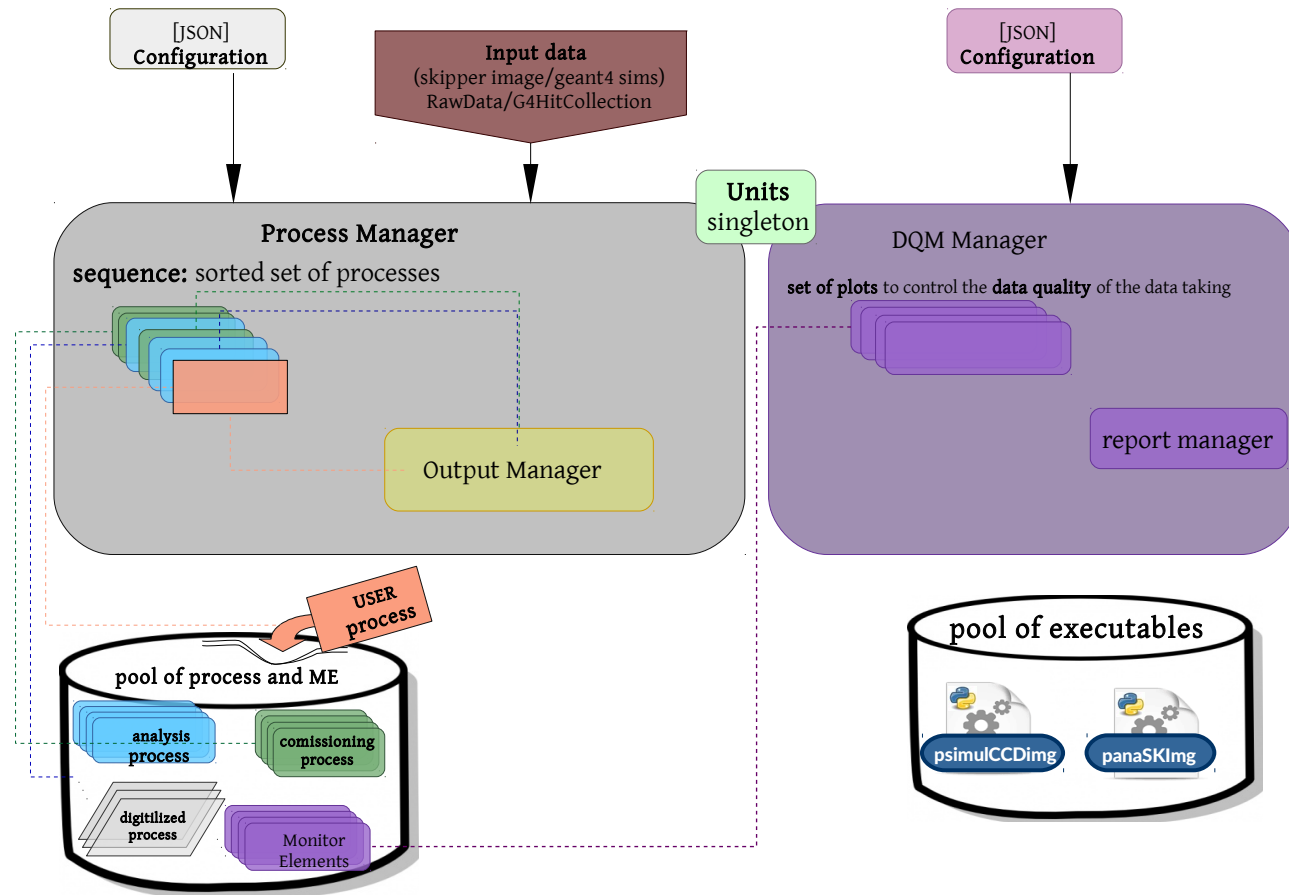 [JSON]
Configuration
Input data
(skipper image/geant4 sims)
RawData/G4HitCollection
[JSON]
Configuration
Units
singleton
Process Manager
sequence: sorted set of processes
Output Manager
DQM Manager
set of plots to control the data quality of the data taking
report manager
USER
process
pool of process and ME
analysis
process
comissioning
process
digitilized
process
Monitor
Elements
pool of executables
psimulCCDimg
panaSKImg